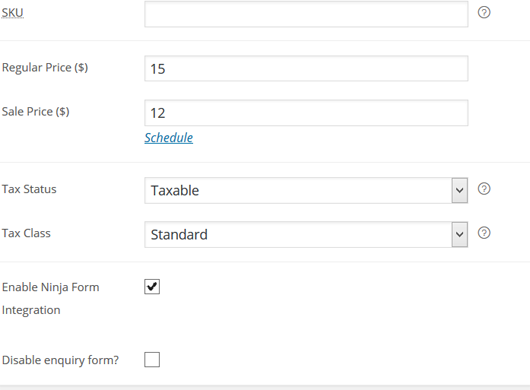 SKU
Regular Price ($) 15
Sale Price ($) 12
Schedule
Tax Status Taxable
Tax Class Standard
Enable Ninja Form
Integration
Disable enquiry form?